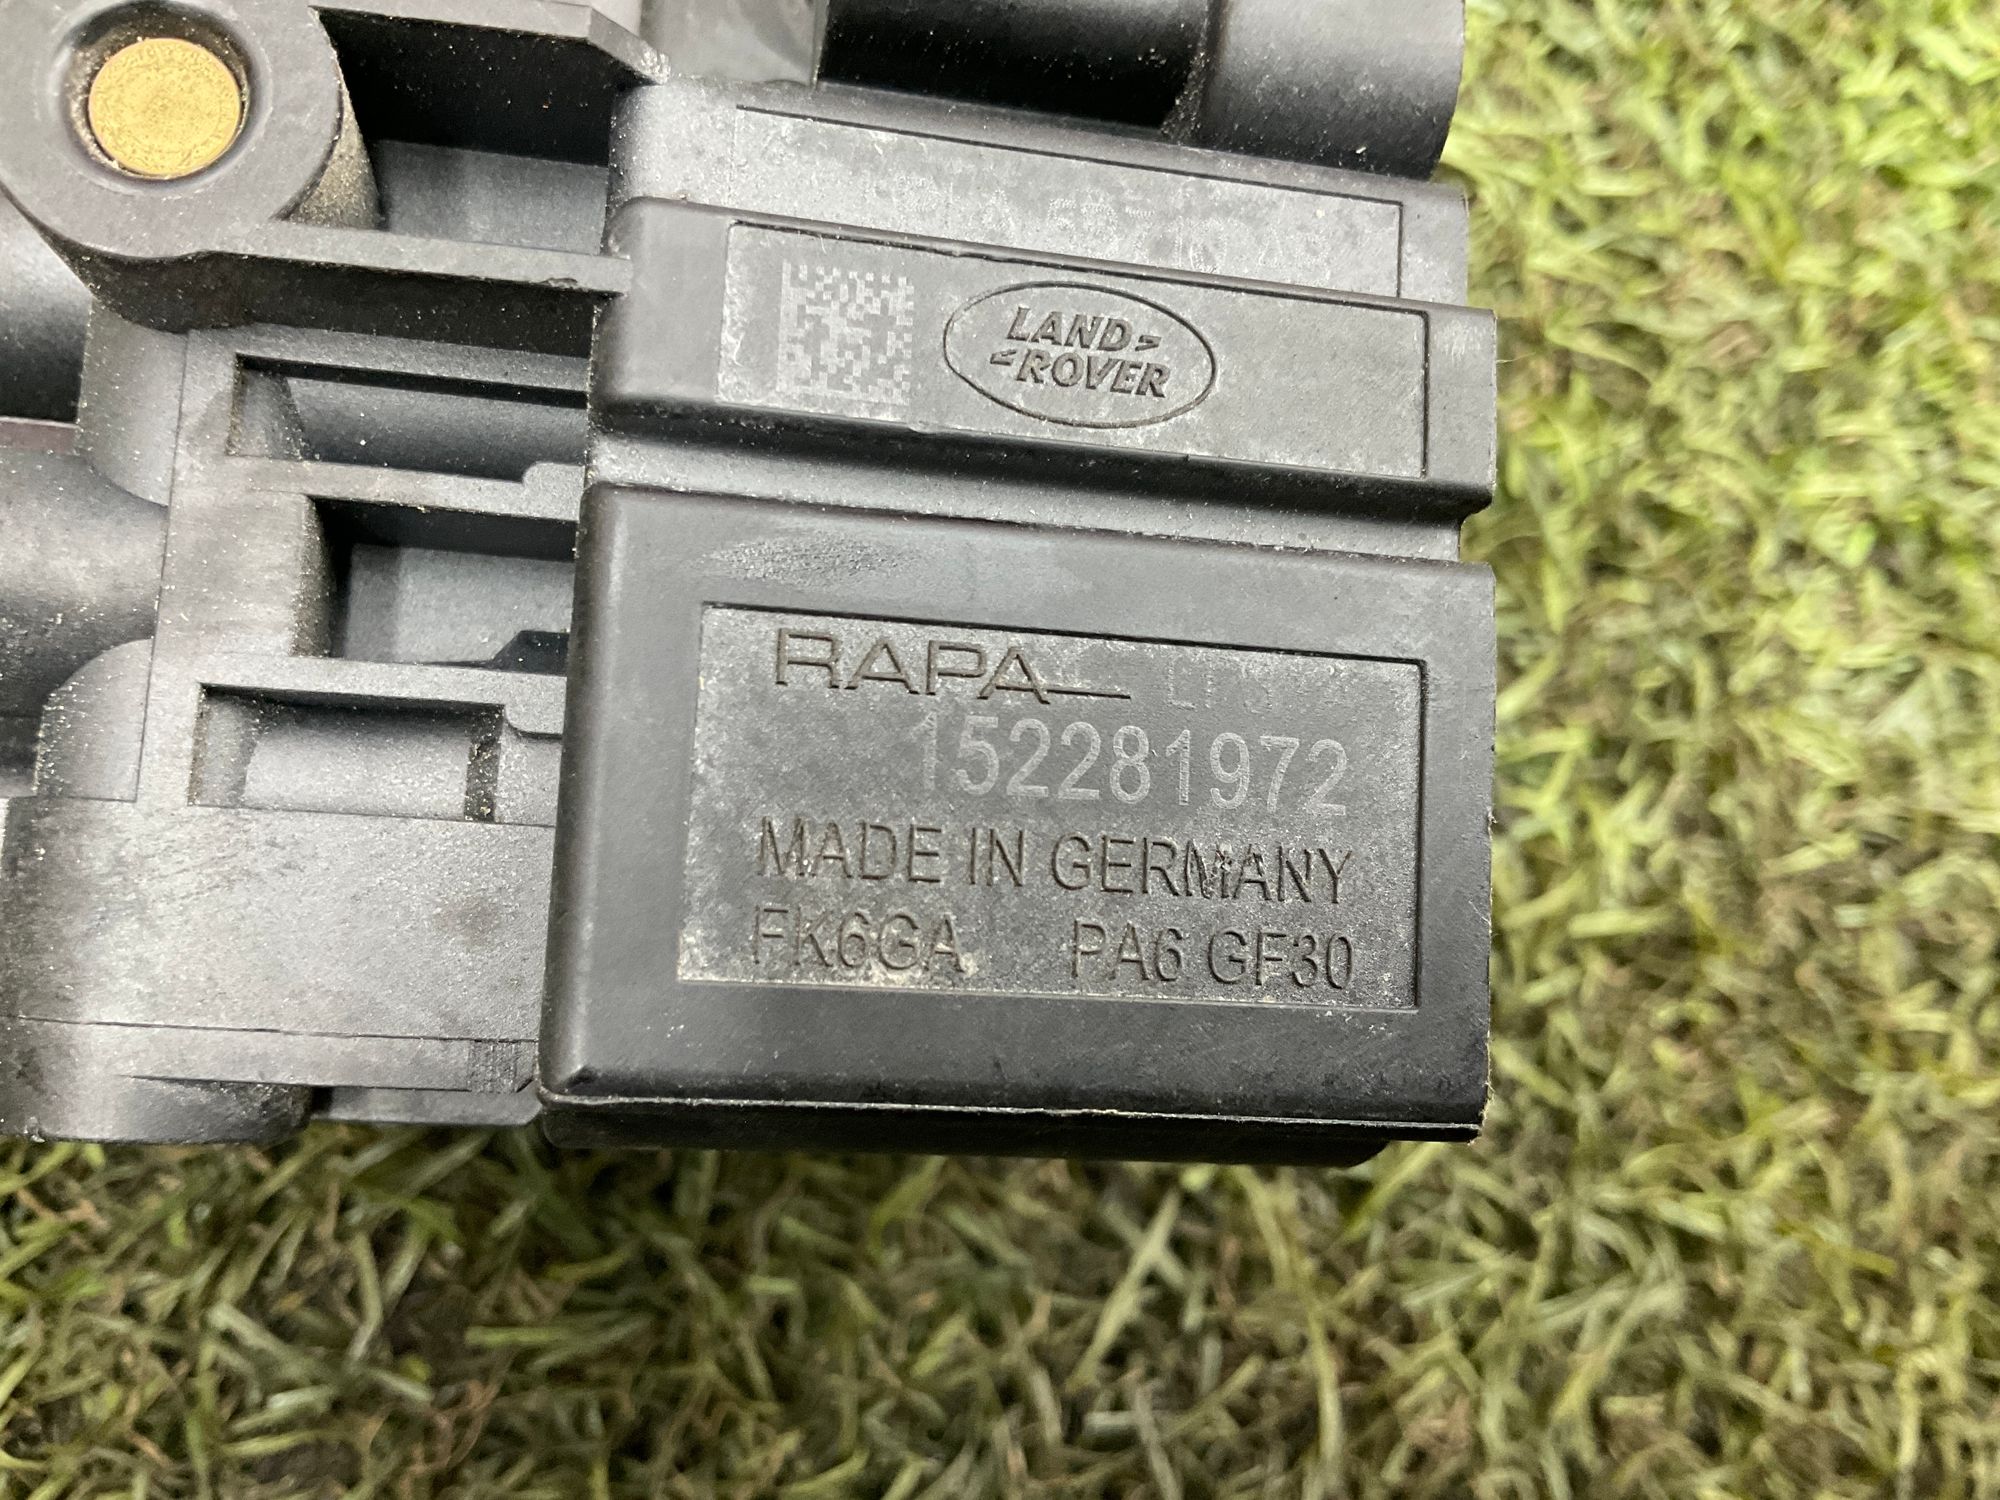 LAND
ROVER
RAPA
152281972
MADE IN GERMANY
FK6GA PA6 GF30